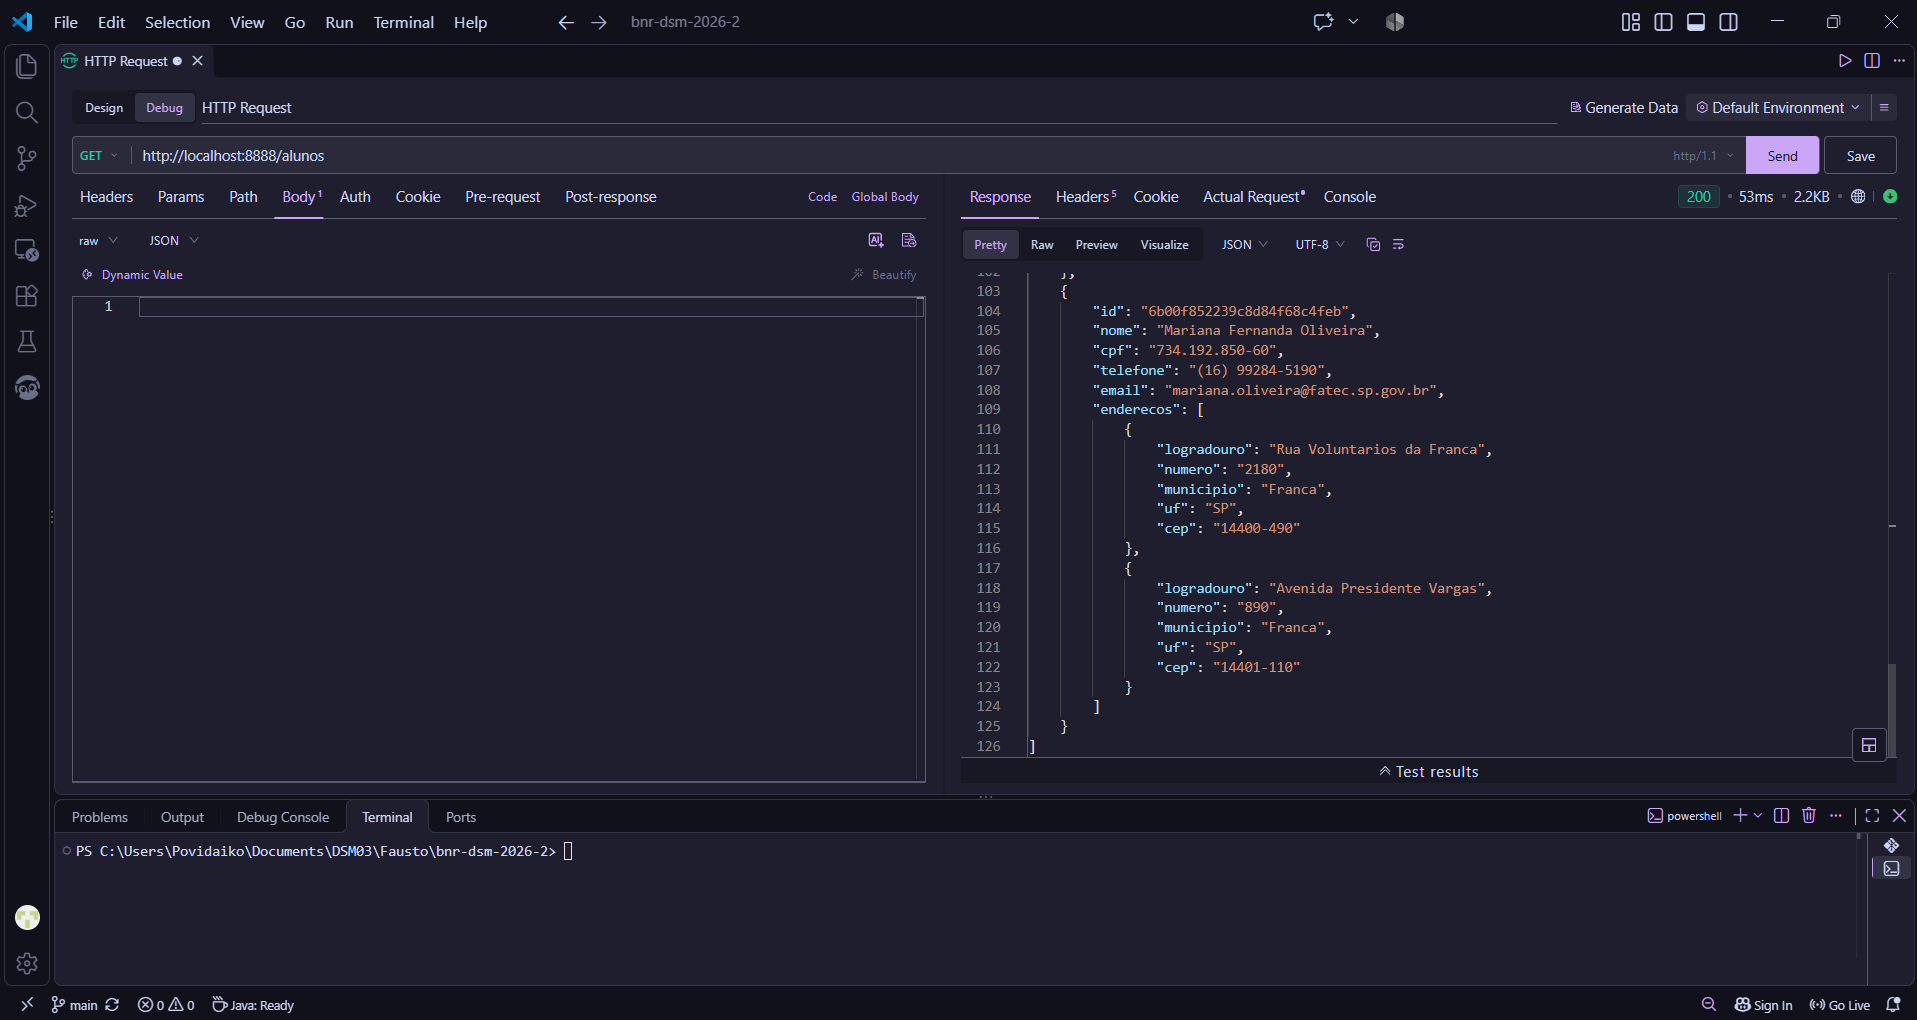 File Edit Selection View Go Run Terminal Help bnr-dsm-2026-2
HTTP Request
Design Debug HTTP Request Generate Data Default Environment
GET http://localhost:8888/alunos http/1.1 Send Save
Headers Params Path Body 1 Auth Cookie Pre-request Post-response Code Global Body
raw JSON
Dynamic Value Beautify
1
Response Headers 5 Cookie Actual Request Console 200 • 53ms • 2.2KB
Pretty Raw Preview Visualize JSON UTF-8
102 },
103 {
104 "id": "6b00f852239c8d84f68c4feb",
105 "nome": "Mariana Fernanda Oliveira",
106 "cpf": "734.192.850-60",
107 "telefone": "(16) 99284-5190",
108 "email": "mariana.oliveira@fatec.sp.gov.br",
109 "enderecos": [
110 {
111 "logradouro": "Rua Voluntarios da Franca",
112 "numero": "2180",
113 "municipio": "Franca",
114 "uf": "SP",
115 "cep": "14400-490"
116 },
117 {
118 "logradouro": "Avenida Presidente Vargas",
119 "numero": "890",
120 "municipio": "Franca",
121 "uf": "SP",
122 "cep": "14401-110"
123 }
124 ]
125 }
126 ]
Test results
Problems Output Debug Console Terminal Ports powershell
PS C:\Users\Povidaiko\Documents\DSM03\Fausto\bnr-dsm-2026-2>
main 0 0 Java: Ready Sign In Go Live